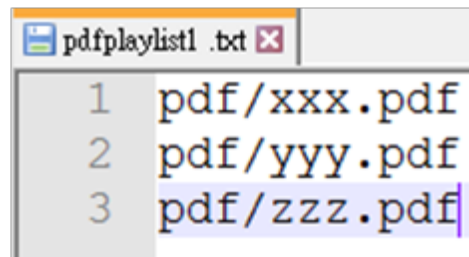 pdfplaylist1 .txt
1 pdf/xxx.pdf
2 pdf/yyy.pdf
3 pdf/zzz.pdf